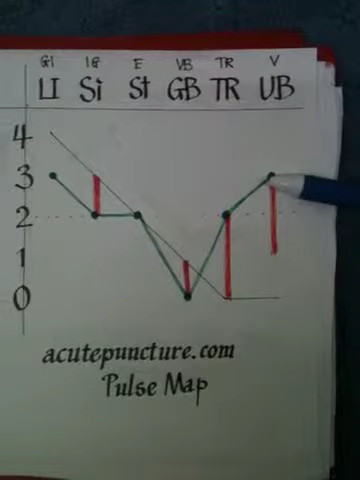 GI IG E VB TR V
LI Si St GB TR UB
4
3
2
1
0
acutepuncture.com
Pulse Map